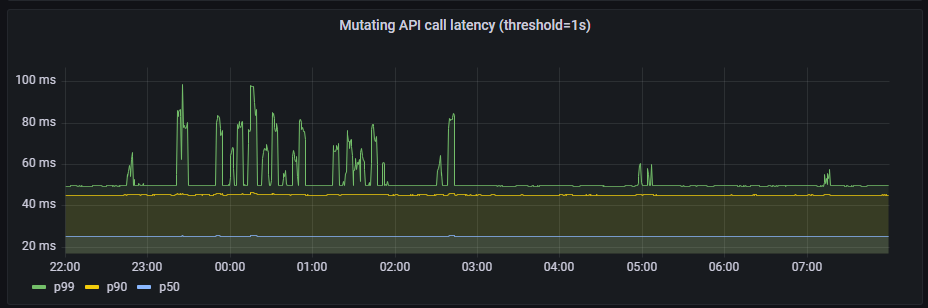 Mutating API call latency (threshold=1s)
100 ms
80 ms
60 ms
40 ms
20 ms
22:00 23:00 00:00 01:00 02:00 03:00 04:00 05:00 06:00 07:00
p99 p90 p50